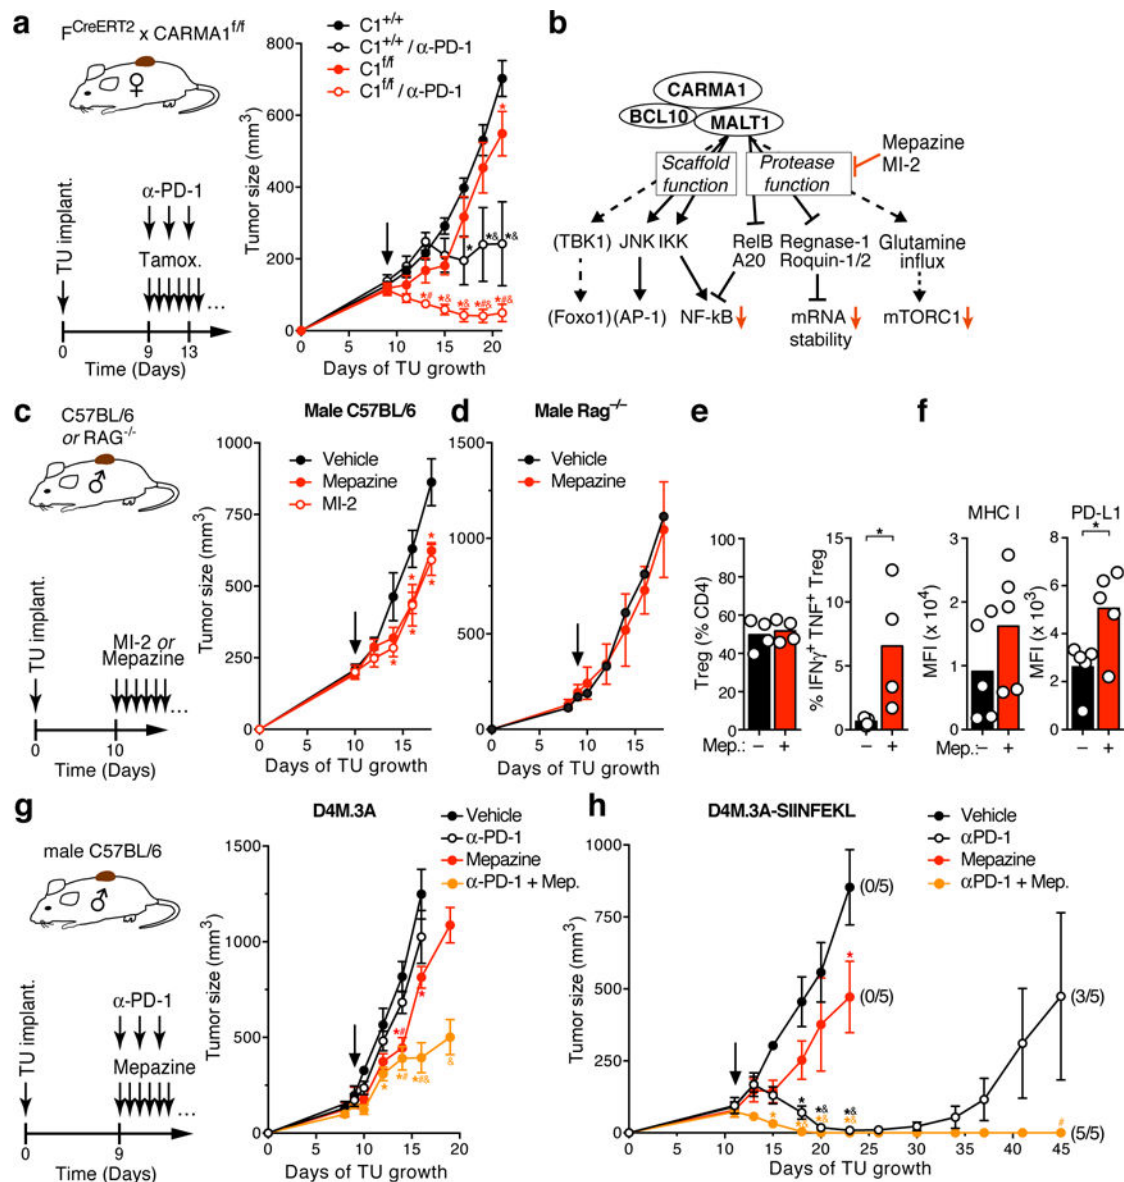 a
F^CreERT2 x CARMA1^f/f
♀
TU implant.
α-PD-1
Tamox.
...
0
9
13
Time (Days)
C1+/+
C1+/+ / α-PD-1
C1f/f
C1f/f / α-PD-1
Tumor size (mm3)
800
600
400
200
0
0 5 10 15 20
Days of TU growth
b
CARMA1
BCL10
MALT1
Scaffold
function
Protease
function
Mepazine
MI-2
(TBK1) JNK IKK RelB Regnase-1 Glutamine
A20 Roquin-1/2 influx
(Foxo1) (AP-1) NF-kB mRNA mTORC1
stability
c
C57BL/6
or RAG-/-
♂
TU implant.
MI-2 or
Mepazine
...
0
10
Time (Days)
Male C57BL/6
Vehicle
Mepazine
MI-2
Tumor size (mm3)
1000
750
500
250
0
0 5 10 15
Days of TU growth
d
Male Rag–/–
Vehicle
Mepazine
1500
1000
500
0
0 5 10 15
Days of TU growth
e
Treg (% CD4)
100
80
60
40
20
0
Mep.: – +
% IFNγ+ TNF+ Treg
15
10
5
0
*
– +
f
MHC I
MFI (x 10^4)
3
2
1
0
Mep.: – +
PD-L1
*
MFI (x 10^3)
8
6
4
2
0
– +
g
male C57BL/6
♂
TU implant.
α-PD-1
Mepazine
...
0
9
Time (Days)
D4M.3A
Vehicle
α-PD-1
Mepazine
α-PD-1 + Mep.
Tumor size (mm3)
1500
1000
500
0
0 5 10 15 20
Days of TU growth
h
D4M.3A-SIINFEKL
Vehicle
αPD-1
Mepazine
αPD-1 + Mep.
Tumor size (mm3)
1000
750
500
250
0
(0/5)
(0/5)
(3/5)
(5/5)
0 5 10 15 20 25 30 35 40 45
Days of TU growth